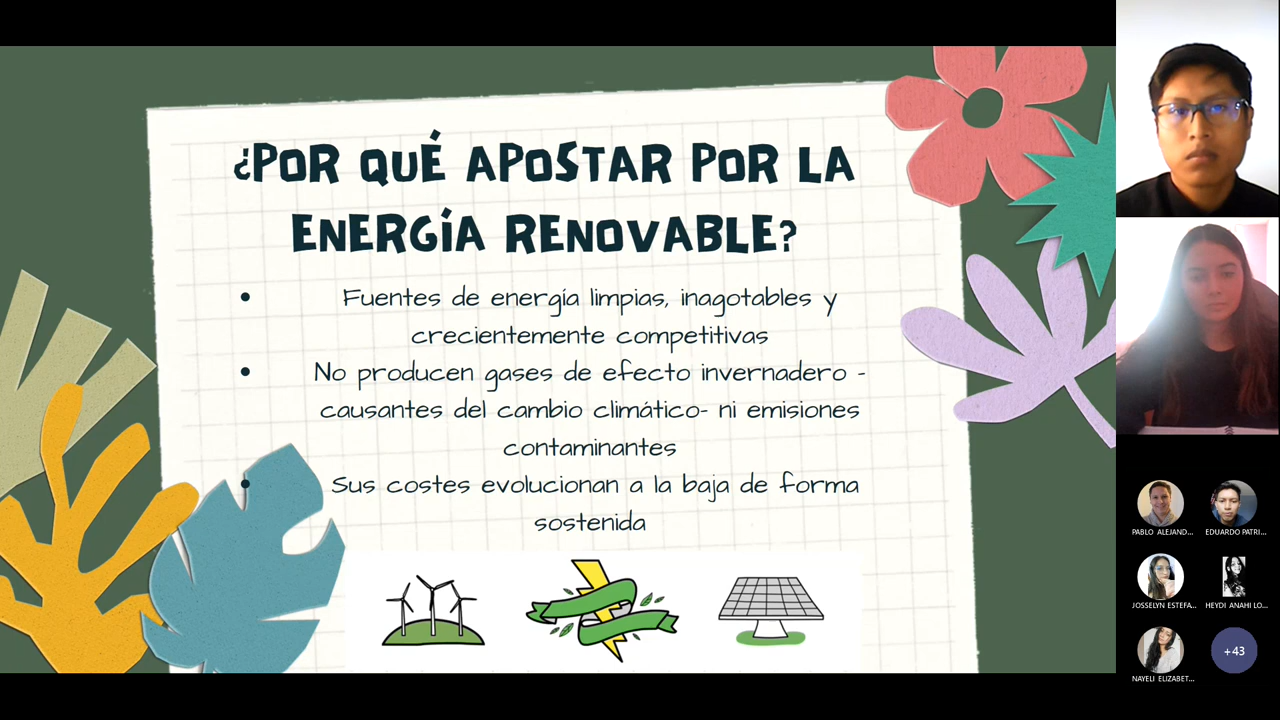 ¿POR QUÉ APOSTAR POR LA
ENERGÍA RENOVABLE?
• Fuentes de energía limpias, inagotables y
crecientemente competitivas
• No producen gases de efecto invernadero -
causantes del cambio climático- ni emisiones
contaminantes
• Sus costes evolucionan a la baja de forma
sostenida
PABLO ALEJAND...
EDUARDO PATRI...
JOSSELYN ESTEFA...
HEYDI ANAHI LO...
NAYELI ELIZABET...
+43